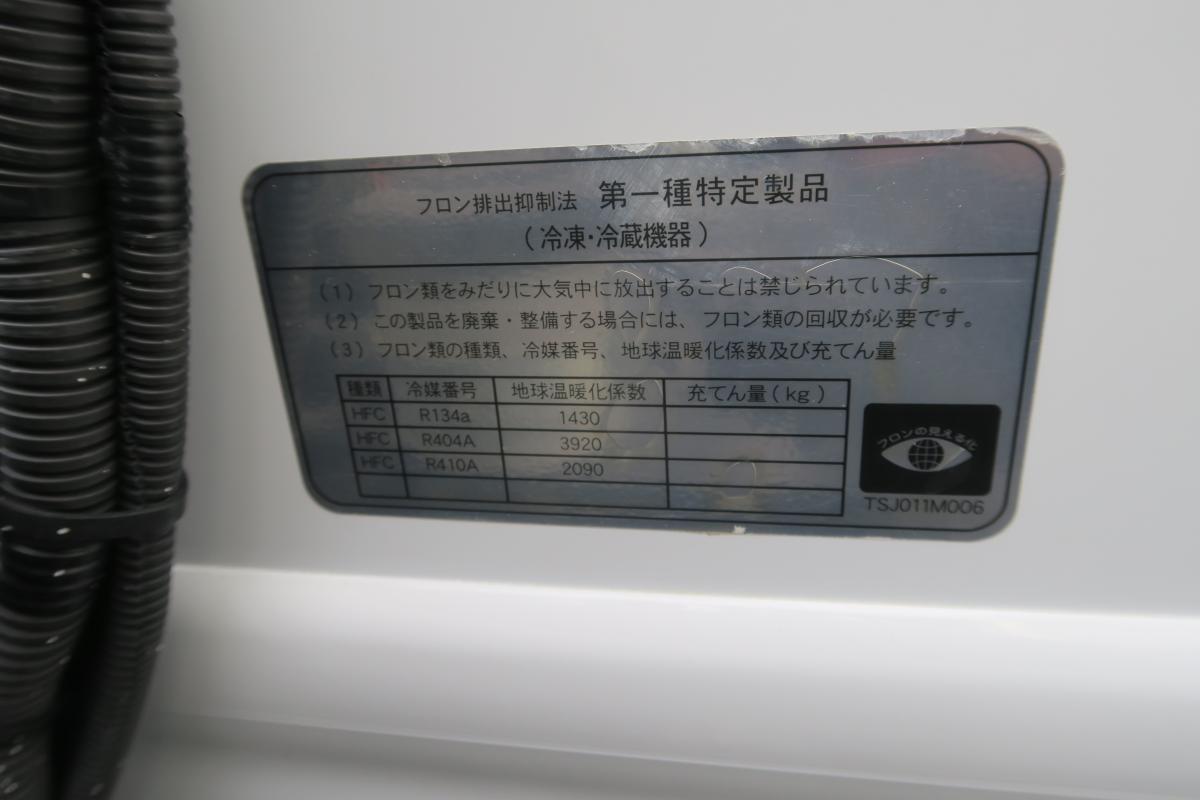 フロン排出抑制法 第一種特定製品
(冷凍・冷蔵機器)
(1) フロン類をみだりに大気中に放出することは禁じられています。
(2) この製品を廃棄・整備する場合には、フロン類の回収が必要です。
(3) フロン類の種類、冷媒番号、地球温暖化係数及び充てん量
種類 冷媒番号 地球温暖化係数 充てん量(kg)
HFC R134a 1430
HFC R404A 3920
HFC R410A 2090
フロンの見える化
TSJ011M006